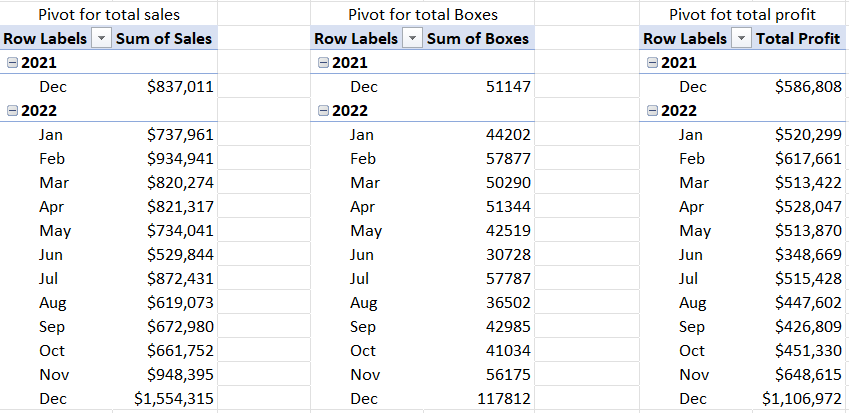 Pivot for total sales Pivot for total Boxes Pivot fot total profit
Row Labels Sum of Sales Row Labels Sum of Boxes Row Labels Total Profit
2021 2021 2021
Dec $837,011 Dec 51147 Dec $586,808
2022 2022 2022
Jan $737,961 Jan 44202 Jan $520,299
Feb $934,941 Feb 57877 Feb $617,661
Mar $820,274 Mar 50290 Mar $513,422
Apr $821,317 Apr 51344 Apr $528,047
May $734,041 May 42519 May $513,870
Jun $529,844 Jun 30728 Jun $348,669
Jul $872,431 Jul 57787 Jul $515,428
Aug $619,073 Aug 36502 Aug $447,602
Sep $672,980 Sep 42985 Sep $426,809
Oct $661,752 Oct 41034 Oct $451,330
Nov $948,395 Nov 56175 Nov $648,615
Dec $1,554,315 Dec 117812 Dec $1,106,972